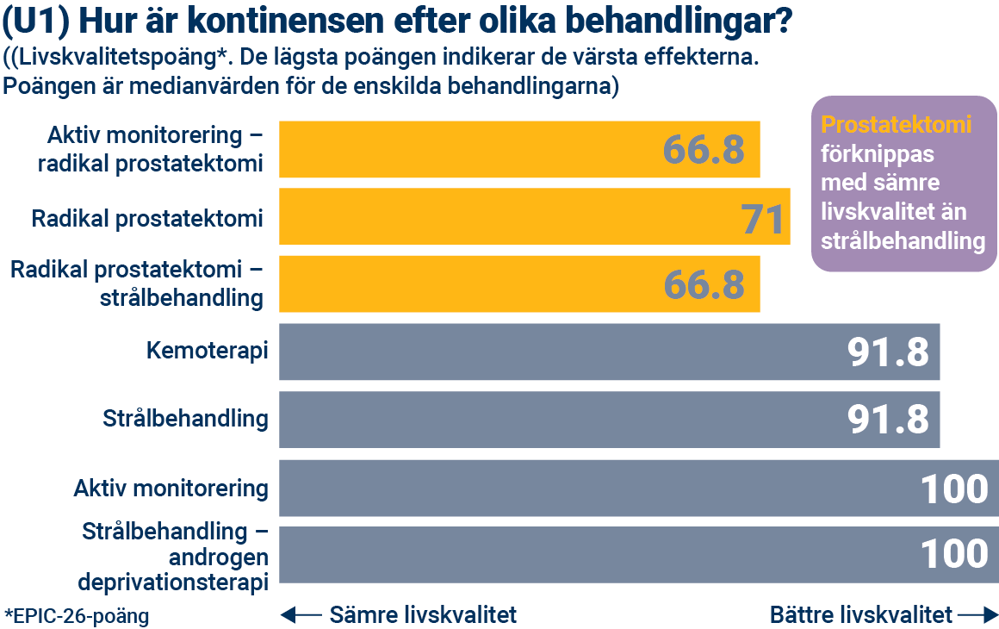 (U1) Hur är kontinensen efter olika behandlingar?
((Livskvalitetspoäng*. De lägsta poängen indikerar de värsta effekterna.
Poängen är medianvärden för de enskilda behandlingarna)
Prostatektomi
förknippas
med sämre
livskvalitet än
strålbehandling
Aktiv monitorering –
radikal prostatektomi
66.8
Radikal prostatektomi
71
Radikal prostatektomi –
strålbehandling
66.8
Kemoterapi
91.8
Strålbehandling
91.8
Aktiv monitorering
100
Strålbehandling –
androgen
deprivationsterapi
100
*EPIC-26-poäng
Sämre livskvalitet
Bättre livskvalitet